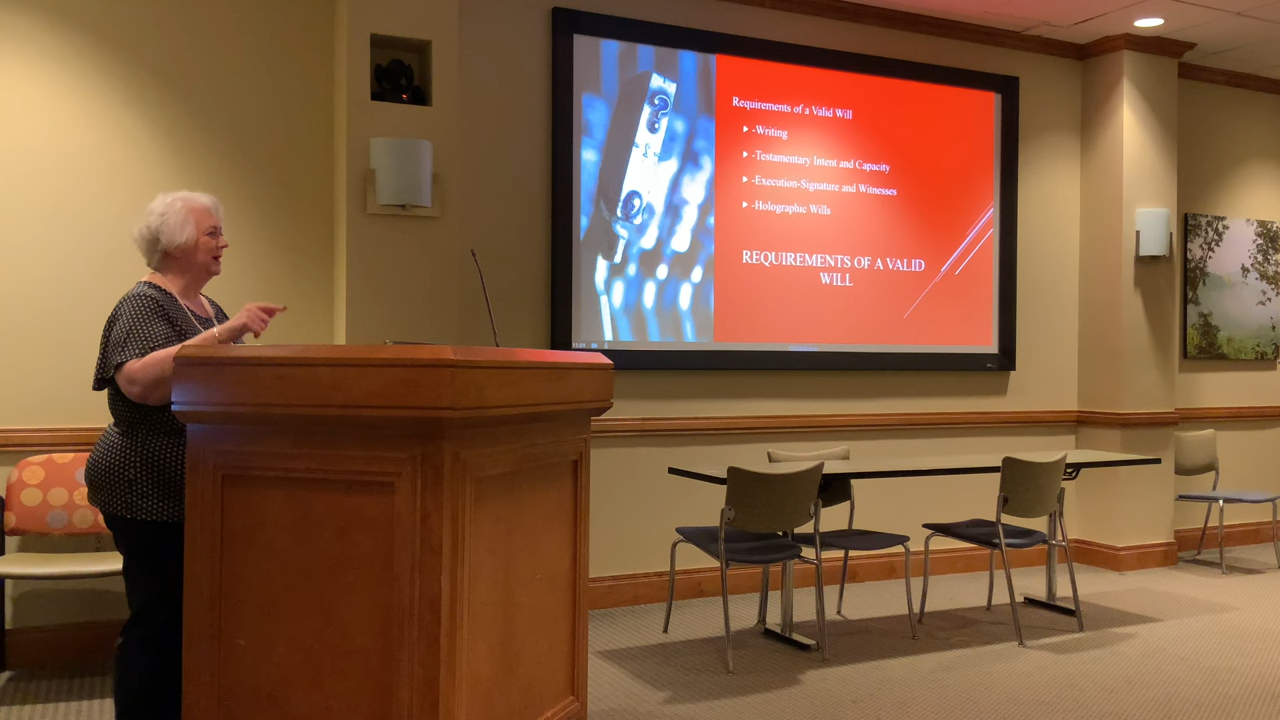 Requirements of a Valid Will
-Writing
-Testamentary Intent and Capacity
-Execution-Signature and Witnesses
-Holographic Wills
REQUIREMENTS OF A VALID
WILL